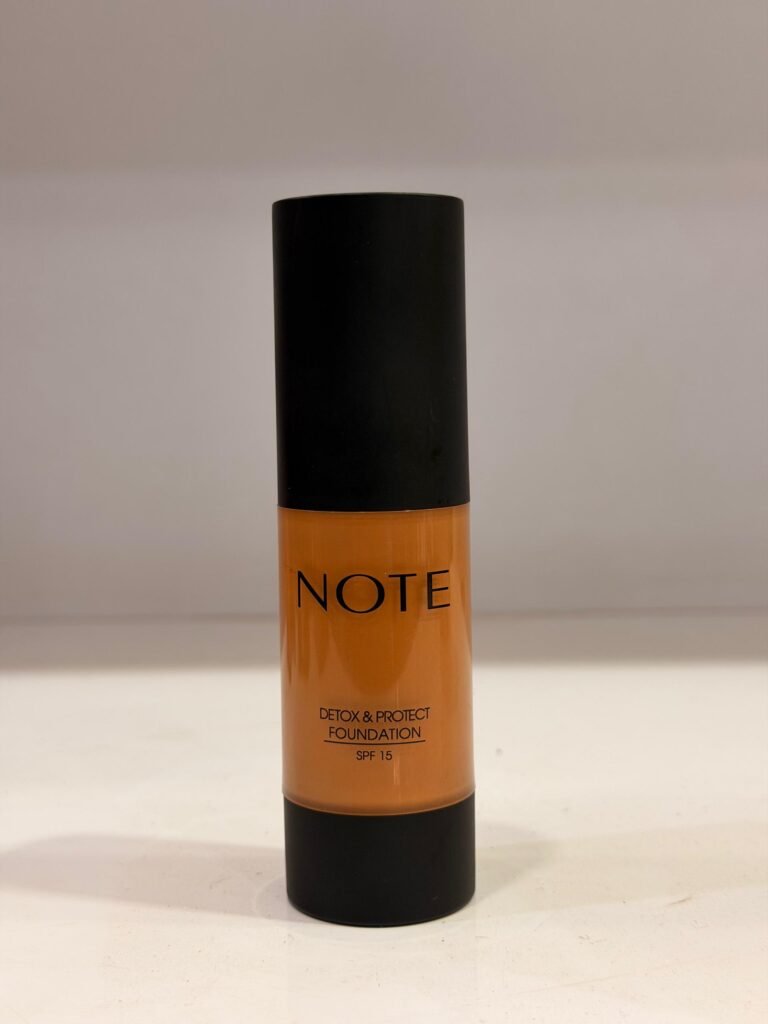 NOTE
DETOX & PROTECT
FOUNDATION
SPF 15